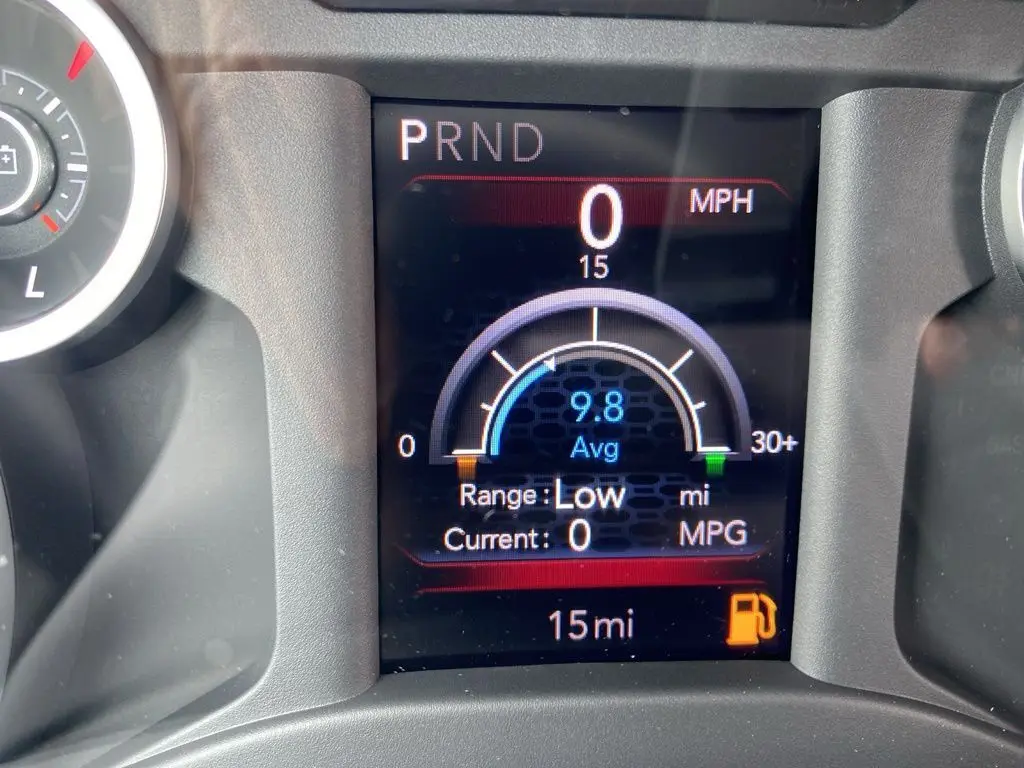 PRND
0 MPH
15
9.8
Avg
0 30+
Range : Low mi
Current : 0 MPG
15mi
L